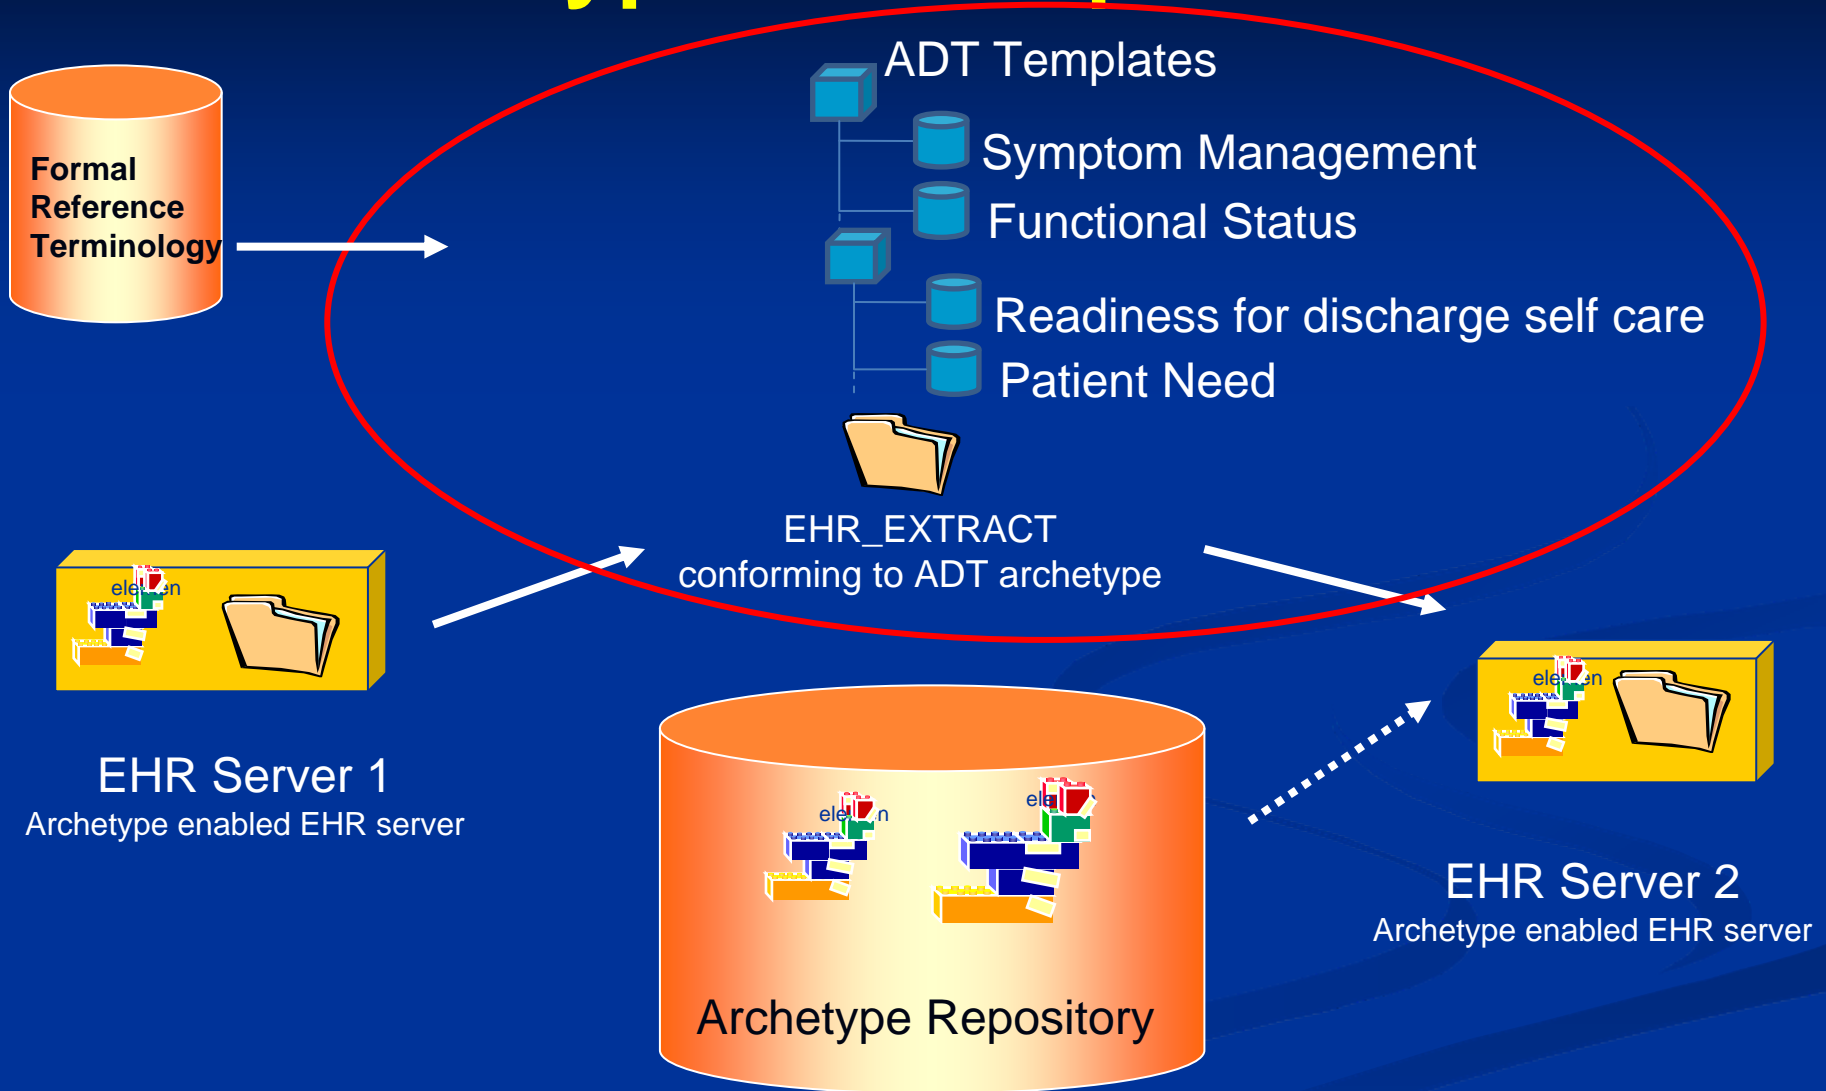 ADT Templates
Symptom Management
Functional Status
Readiness for discharge self care
Patient Need
Formal
Reference
Terminology
EHR_EXTRACT
conforming to ADT archetype
EHR Server 1
Archetype enabled EHR server
EHR Server 2
Archetype enabled EHR server
Archetype Repository